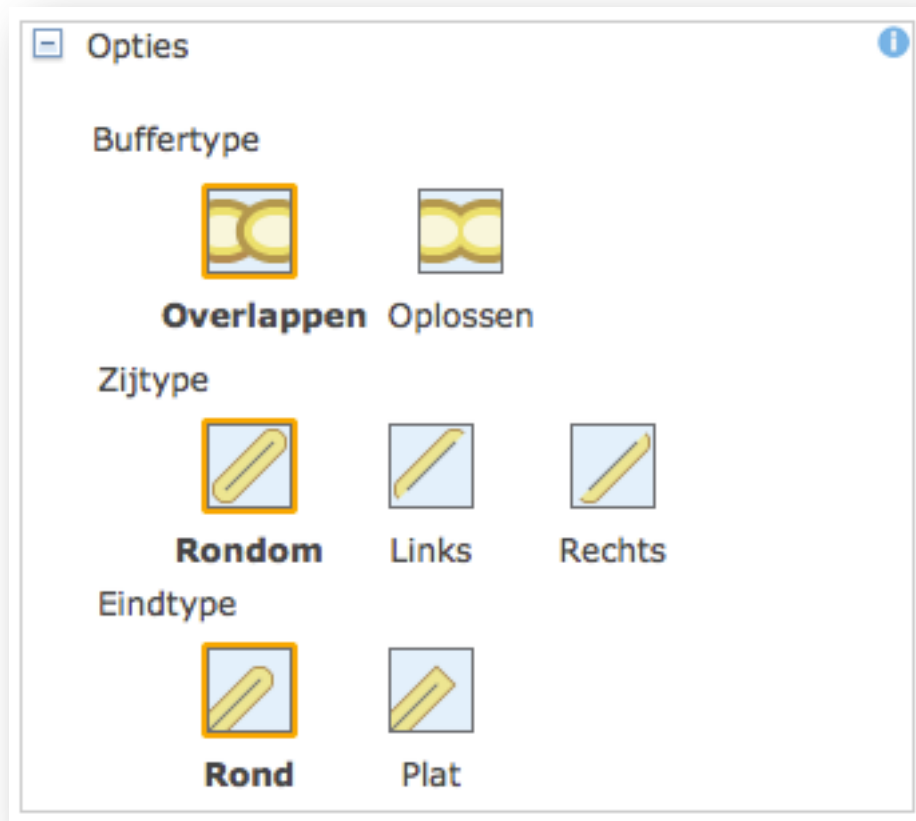 Opties
Buffertype
Overlappen Oplossen
Zijtype
Rondom Links Rechts
Eindtype
Rond Plat